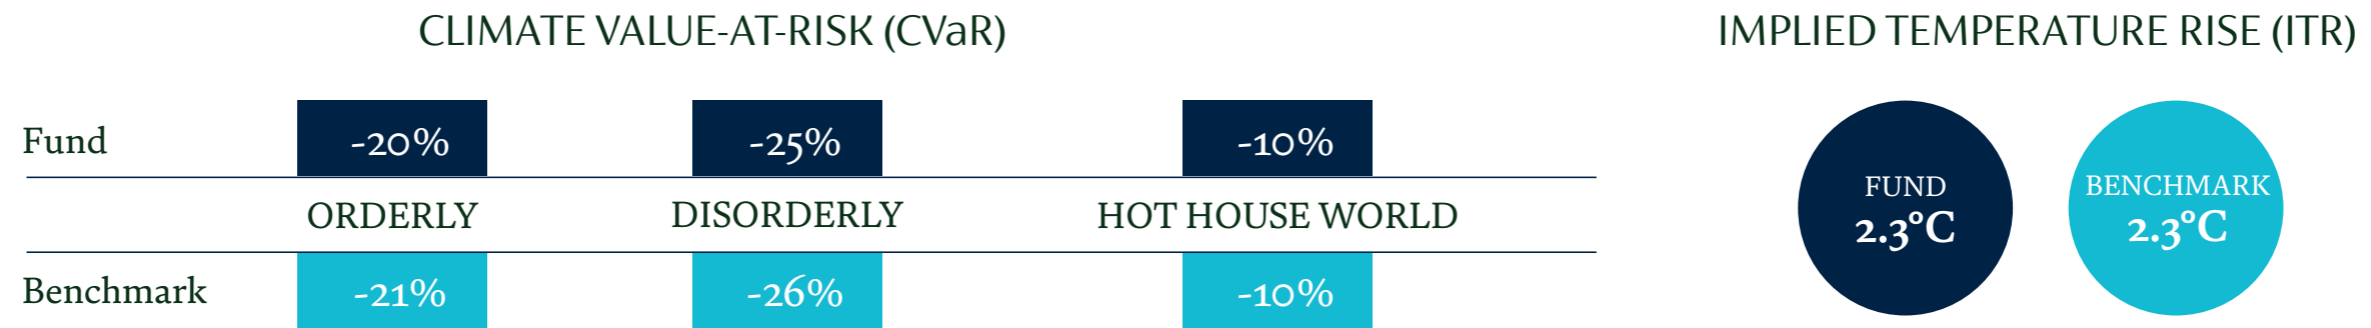 CLIMATE VALUE-AT-RISK (CVaR)
IMPLIED TEMPERATURE RISE (ITR)
Fund -20% -25% -10%
ORDERLY DISORDERLY HOT HOUSE WORLD
Benchmark -21% -26% -10%
FUND
2.3°C
BENCHMARK
2.3°C